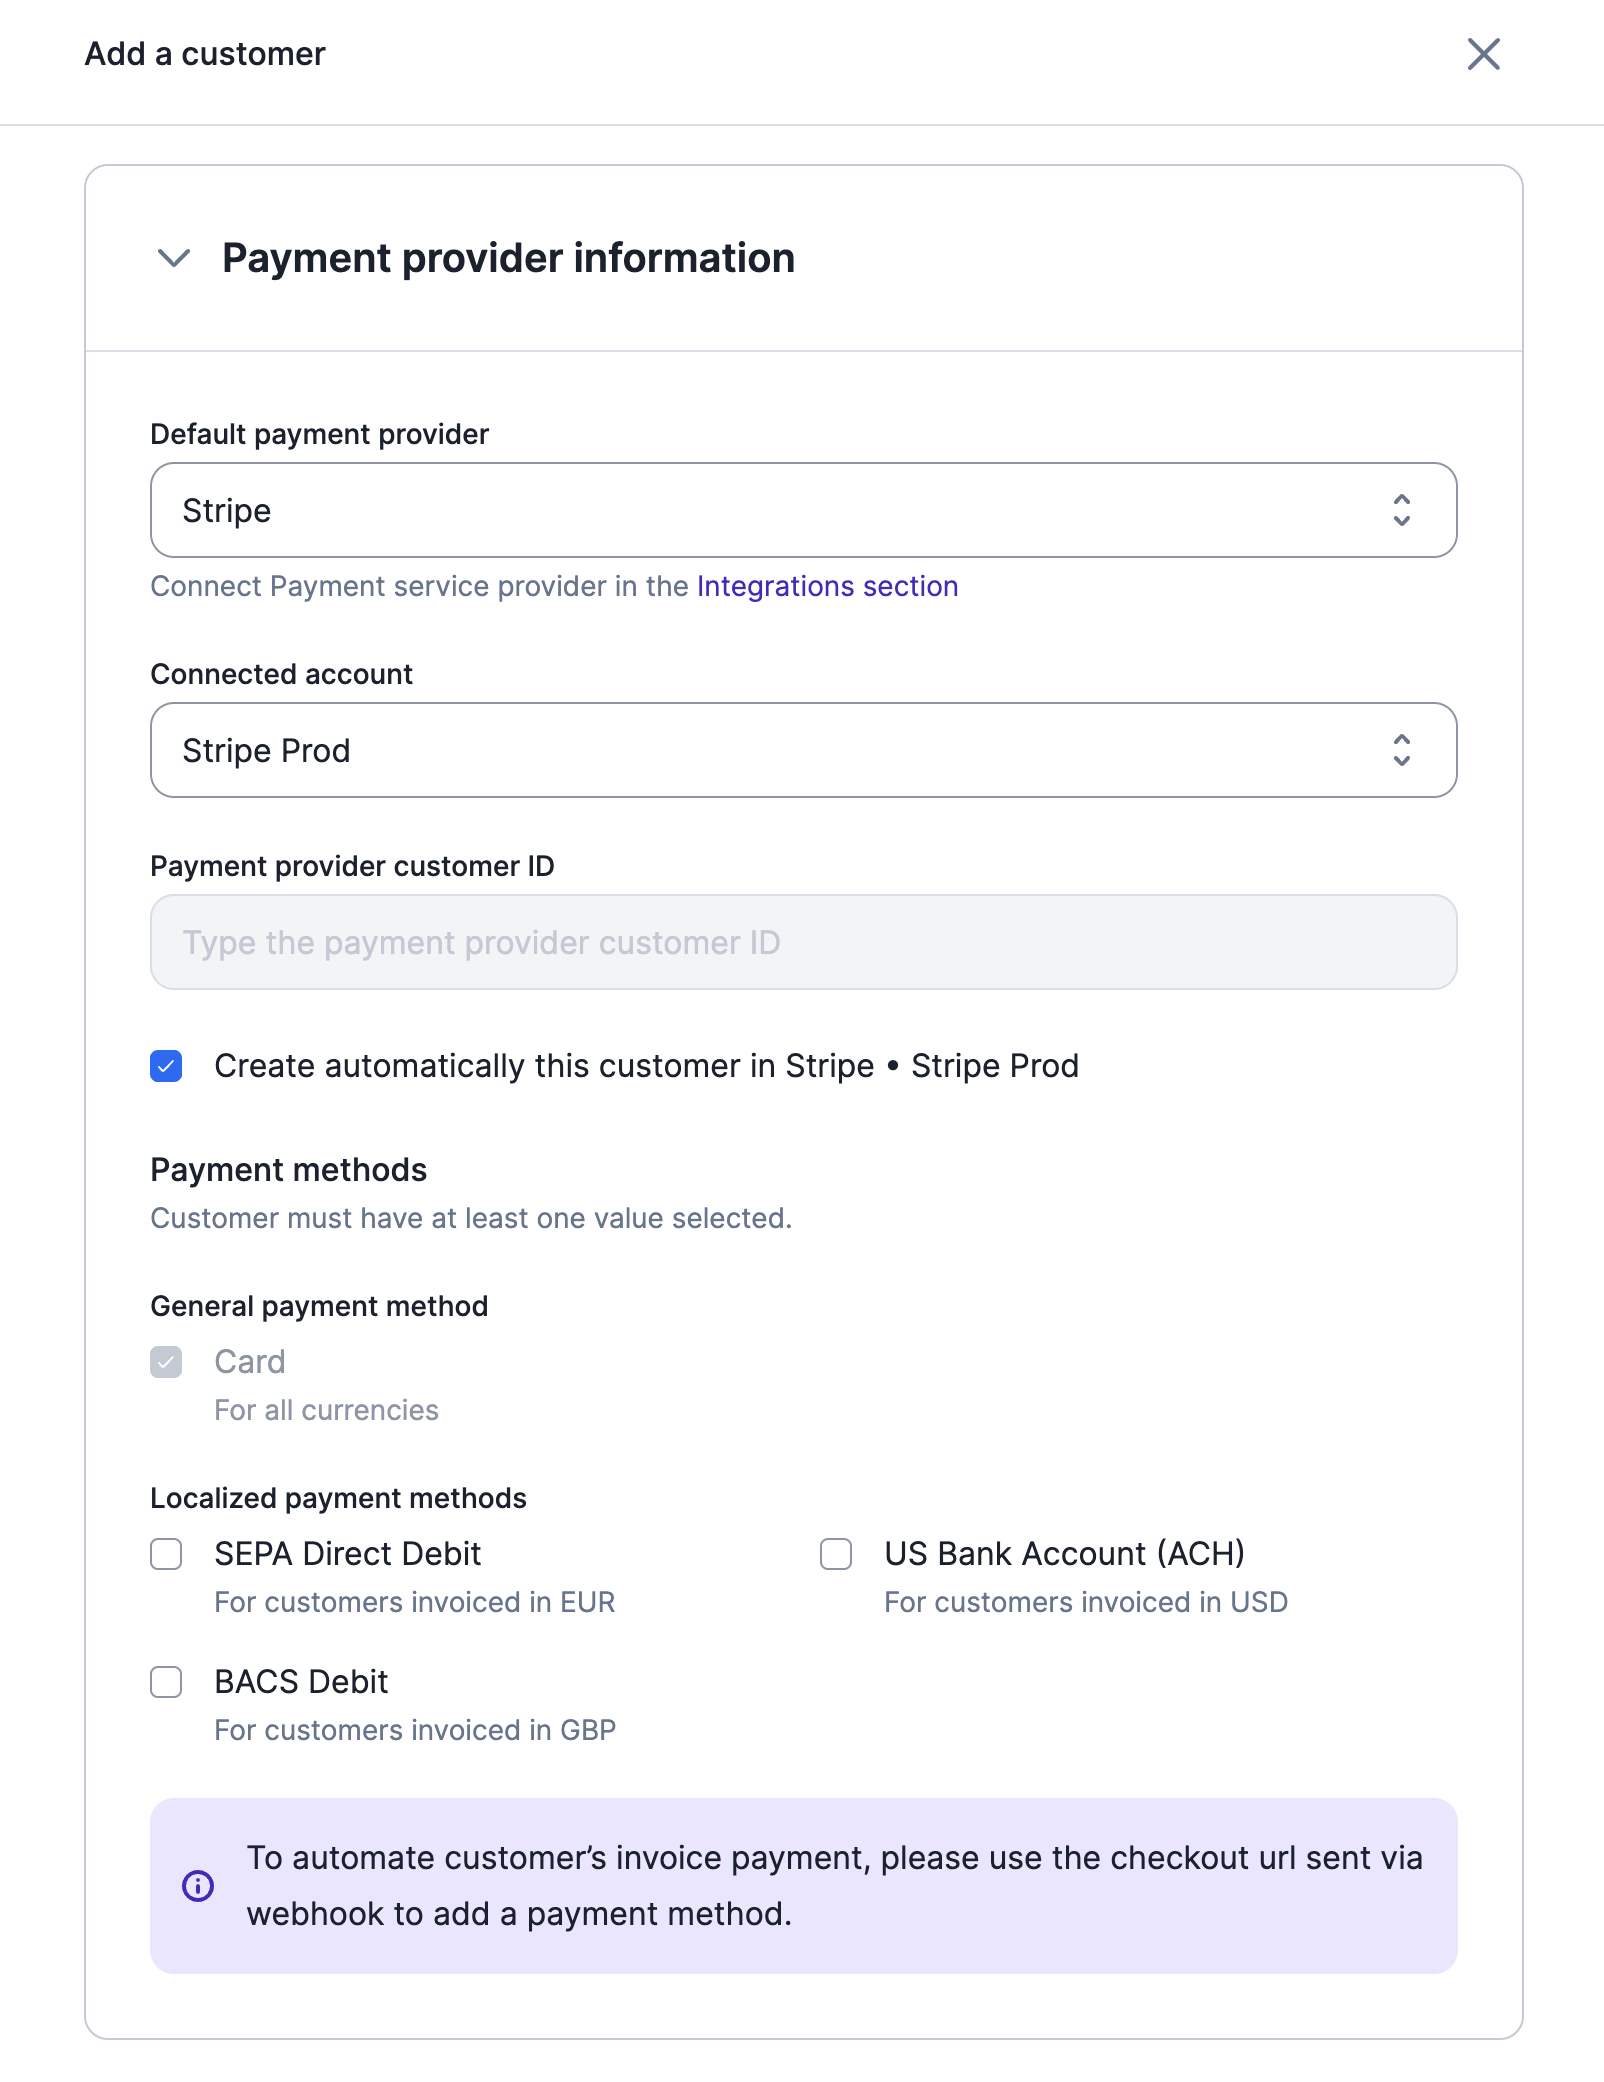 Add a customer
Payment provider information
Default payment provider
Stripe
Connect Payment service provider in the Integrations section
Connected account
Stripe Prod
Payment provider customer ID
Type the payment provider customer ID
Create automatically this customer in Stripe • Stripe Prod
Payment methods
Customer must have at least one value selected.
General payment method
Card
For all currencies
Localized payment methods
SEPA Direct Debit
For customers invoiced in EUR
US Bank Account (ACH)
For customers invoiced in USD
BACS Debit
For customers invoiced in GBP
To automate customer’s invoice payment, please use the checkout url sent via
webhook to add a payment method.